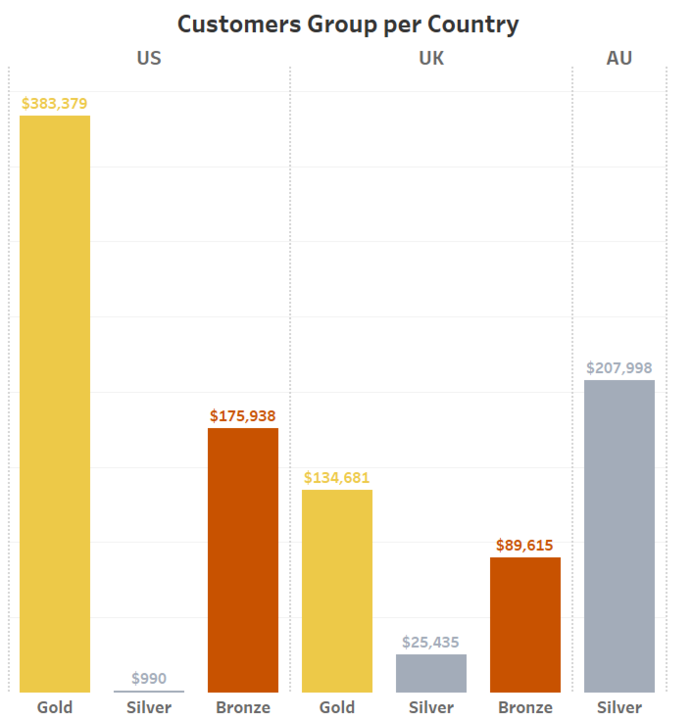 Customers Group per Country
US UK AU
$383,379
$990
$175,938
$134,681
$25,435
$89,615
$207,998
Gold Silver Bronze Gold Silver Bronze Silver